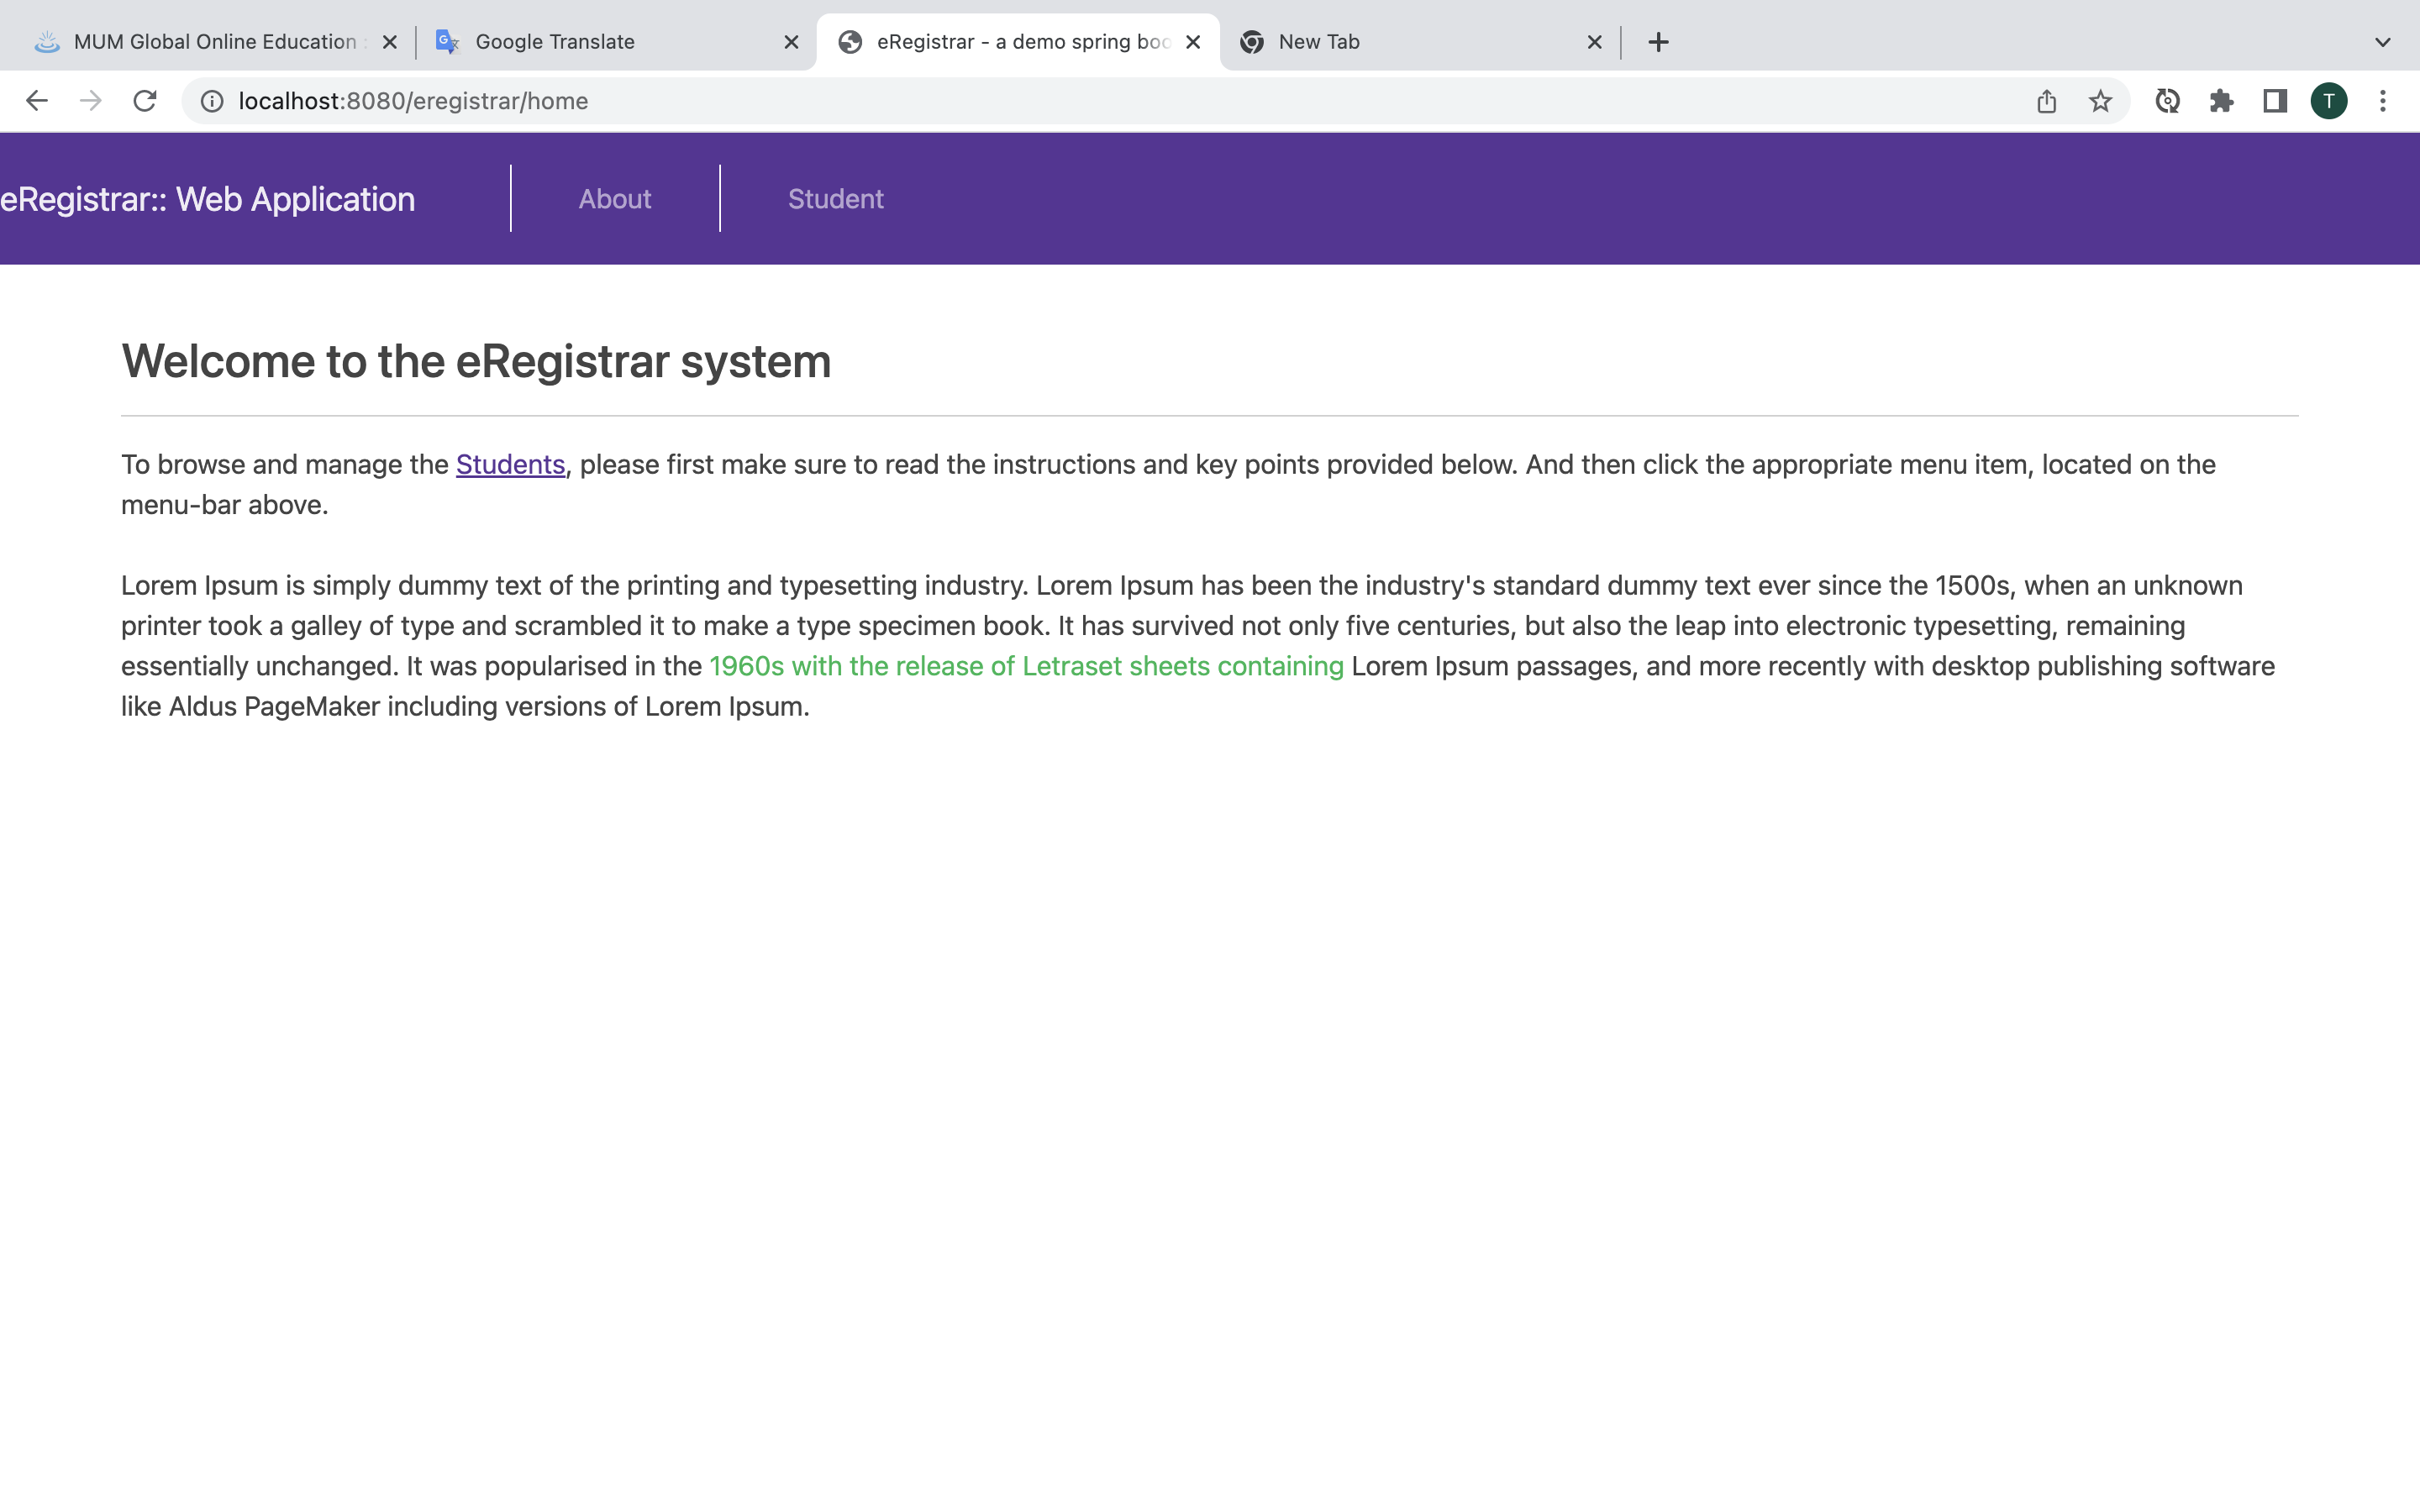 MUM Global Online Education
Google Translate
eRegistrar - a demo spring boo
New Tab
localhost:8080/eregistrar/home
T
eRegistrar:: Web Application
About
Student
Welcome to the eRegistrar system
To browse and manage the Students, please first make sure to read the instructions and key points provided below. And then click the appropriate menu item, located on the
menu-bar above.
Lorem Ipsum is simply dummy text of the printing and typesetting industry. Lorem Ipsum has been the industry's standard dummy text ever since the 1500s, when an unknown
printer took a galley of type and scrambled it to make a type specimen book. It has survived not only five centuries, but also the leap into electronic typesetting, remaining
essentially unchanged. It was popularised in the 1960s with the release of Letraset sheets containing Lorem Ipsum passages, and more recently with desktop publishing software
like Aldus PageMaker including versions of Lorem Ipsum.